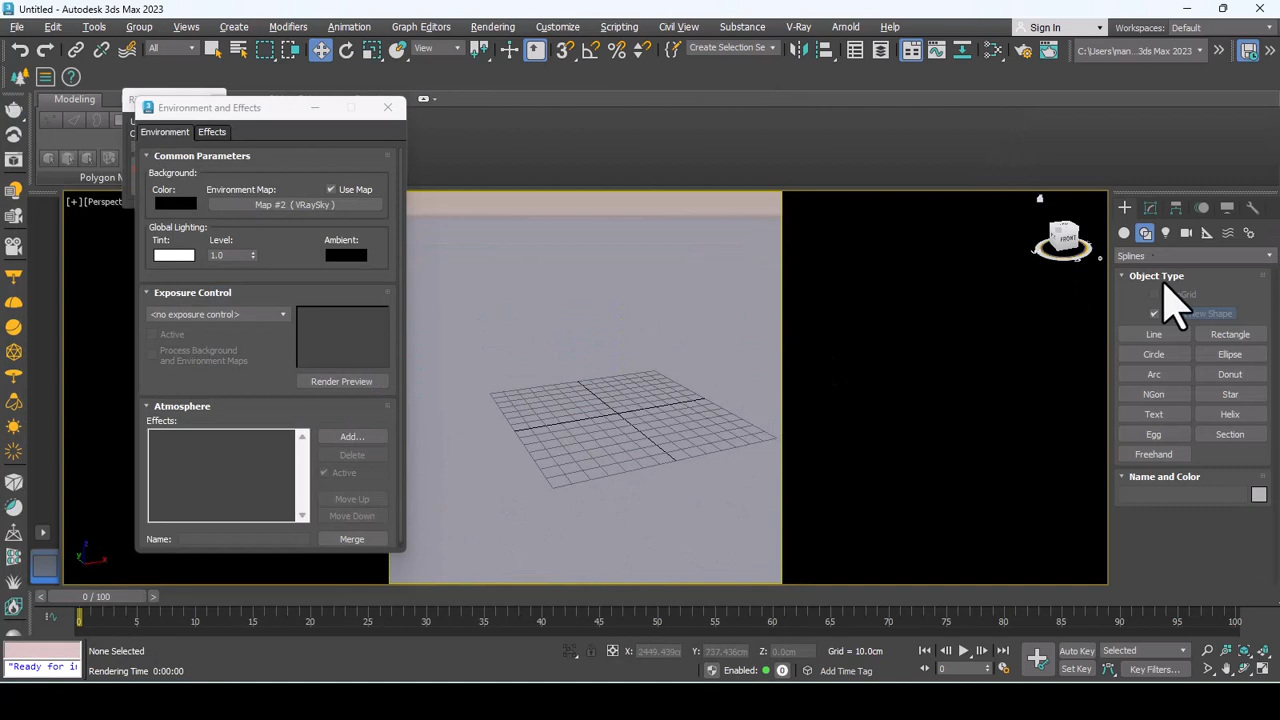 Untitled - Autodesk 3ds Max 2023
File Edit Tools Group Views Create Modifiers Animation Graph Editors Rendering Customize Scripting Civil View Substance V-Ray Arnold Help
Sign In Workspaces: Default
All View Create Selection Se C:\Users\man...3ds Max 2023
Modeling
Environment and Effects
Environment Effects
Common Parameters
Background:
Color: Environment Map: Use Map
Map #2 ( VRaySky )
Global Lighting:
Tint: Level: Ambient:
1.0
Exposure Control
<no exposure control>
Active
Process Background
and Environment Maps
Render Preview
Atmosphere
Effects:
Add...
Delete
Active
Move Up
Move Down
Name: Merge
Polygon M
[+] [Perspect
FRONT
Splines
Object Type
New Shape
Line Rectangle
Circle Ellipse
Arc Donut
NGon Star
Text Helix
Egg Section
Freehand
Name and Color
0 / 100
0 5 10 15 20 25 30 35 40 45 50 55 60 65 70 75 80 85 90 95 100
None Selected X: 2449.439c Y: 737.436cm Z: 0.0cm Grid = 10.0cm Auto Key Selected
"Ready for in Rendering Time 0:00:00 Enabled: 0 Add Time Tag 0 Set Key Key Filters...